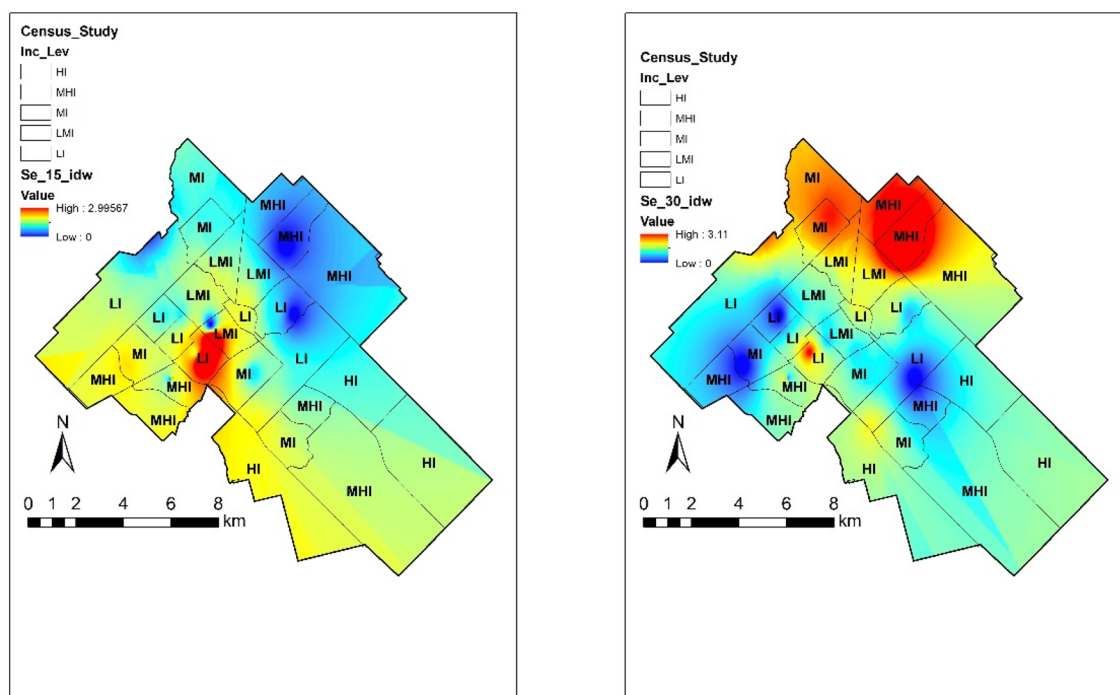 Census_Study
Inc_Lev
HI
MHI
MI
LMI
LI
Se_15_idw
Value
High : 2.99567
Low : 0
MI
MHI
MI
MHI
LMI
LMI
MHI
LI
LMI
LI
LI
LI
LMI
LI
MI
LI
LI
MHI
MHI
MI
HI
MHI
MHI
MI
HI
HI
MHI
N
0 2 4 6 8
km
Census_Study
Inc_Lev
HI
MHI
MI
LMI
LI
Se_30_idw
Value
High : 3.11
Low : 0
MI
MHI
MI
MHI
LMI
LMI
MHI
LI
LMI
LI
LI
LI
LMI
MI
LI
LI
MHI
MHI
MI
HI
MHI
MHI
MI
HI
HI
MHI
N
0 2 4 6 8
km